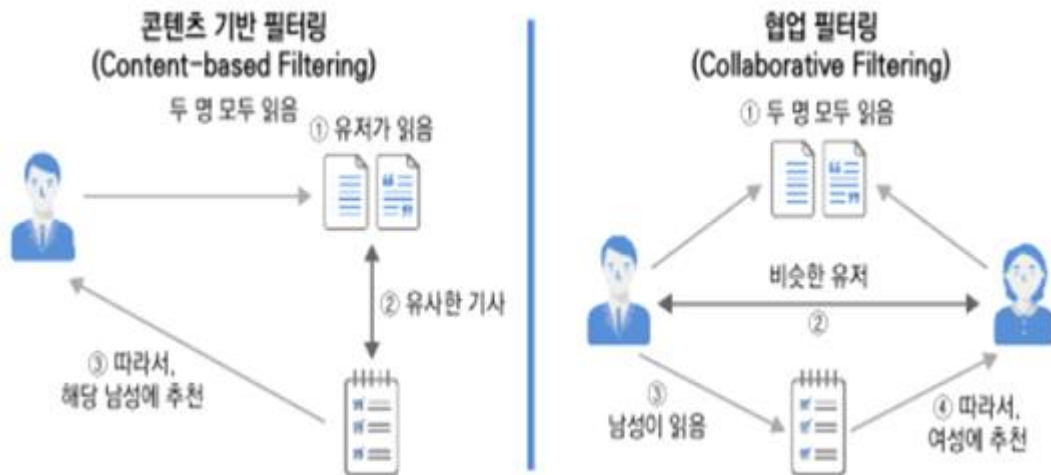 콘텐츠 기반 필터링
(Content-based Filtering)
두 명 모두 읽음
① 유저가 읽음
② 유사한 기사
③ 따라서,
해당 남성에 추천
협업 필터링
(Collaborative Filtering)
① 두 명 모두 읽음
비슷한 유저
②
③
남성이 읽음
④ 따라서,
여성에 추천